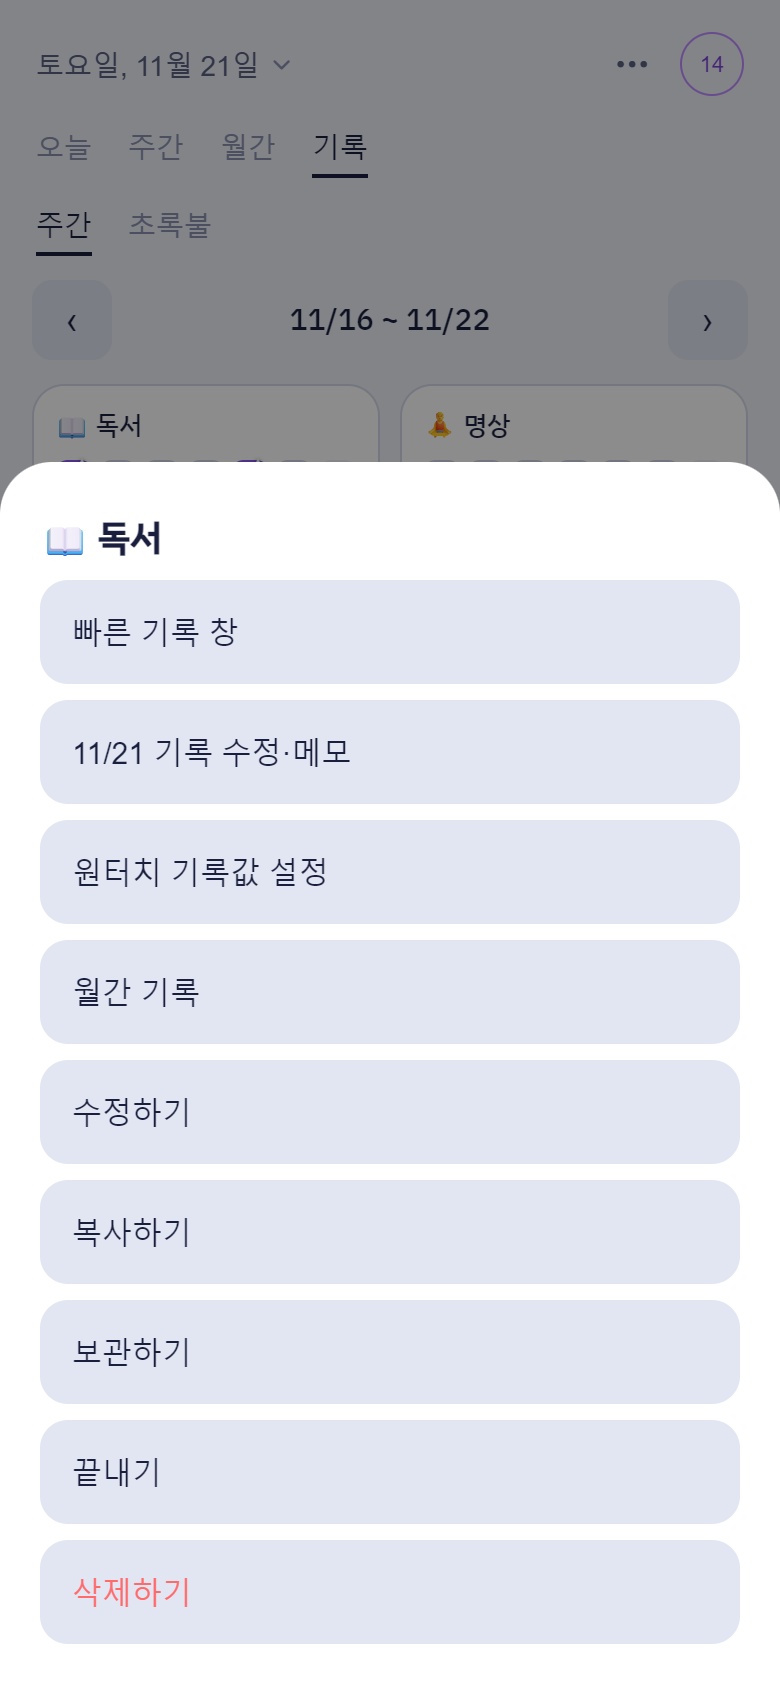 토요일, 11월 21일
14
오늘 주간 월간 기록
주간 초록불
‹ 11/16 ~ 11/22 ›
독서 명상
독서
빠른 기록 창
11/21 기록 수정·메모
원터치 기록값 설정
월간 기록
수정하기
복사하기
보관하기
끝내기
삭제하기